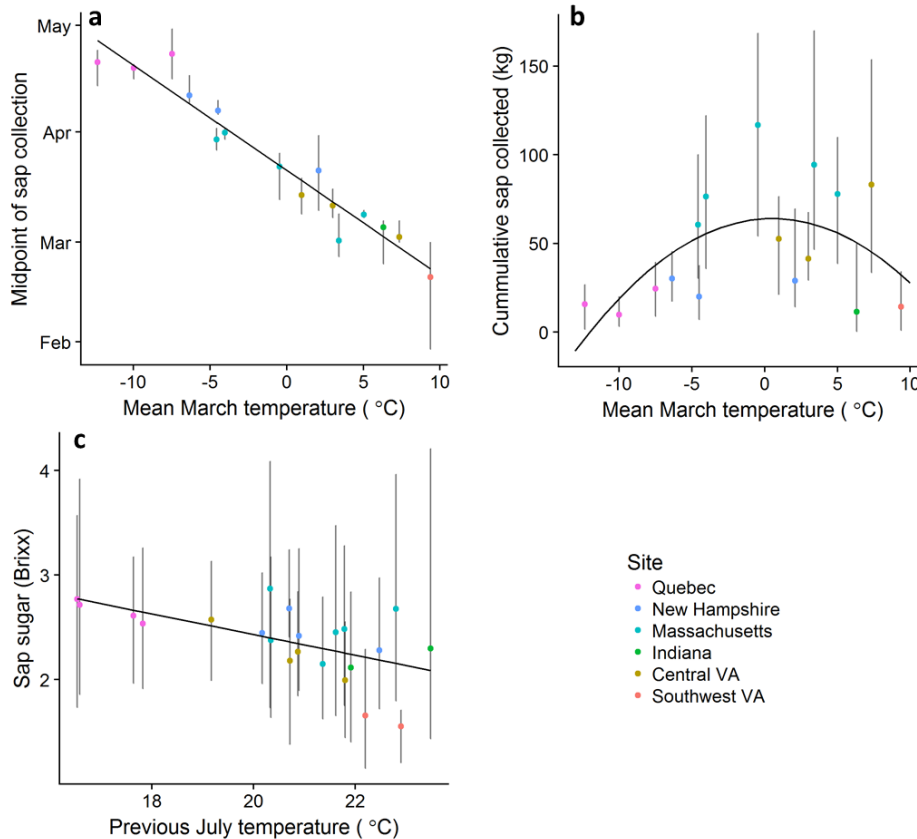 a
May
Apr
Mar
Feb
Midpoint of sap collection
-10
-5
0
5
10
Mean March temperature ( °C)
b
150
100
50
0
Cummulative sap collected (kg)
-10
-5
0
5
10
Mean March temperature ( °C)
c
4
3
2
Sap sugar (Brixx)
18
20
22
Previous July temperature ( °C)
Site
Quebec
New Hampshire
Massachusetts
Indiana
Central VA
Southwest VA